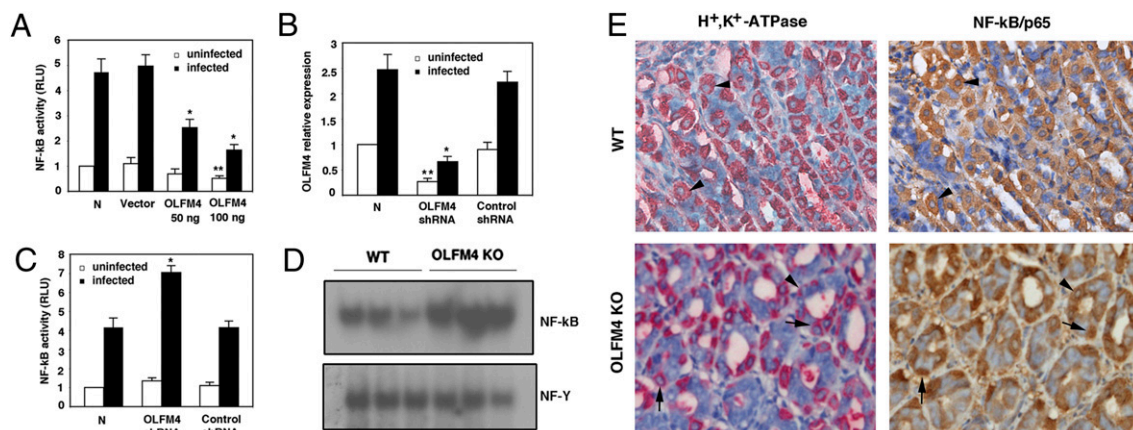 A
uninfected
infected
NF-kB activity (RLU)
6
5
4
3
2
1
0
*
*
**
N
Vector
OLFM4
50 ng
OLFM4
100 ng
B
uninfected
infected
OLFM4 relative expression
3
2.5
2
1.5
1
0.5
0
**
*
N
OLFM4
shRNA
Control
shRNA
C
uninfected
infected
NF-kB activity (RLU)
8
7
6
5
4
3
2
1
0
*
N
OLFM4
Control
D
WT
OLFM4 KO
NF-kB
NF-Y
E
H+,K+-ATPase
NF-kB/p65
WT
OLFM4 KO